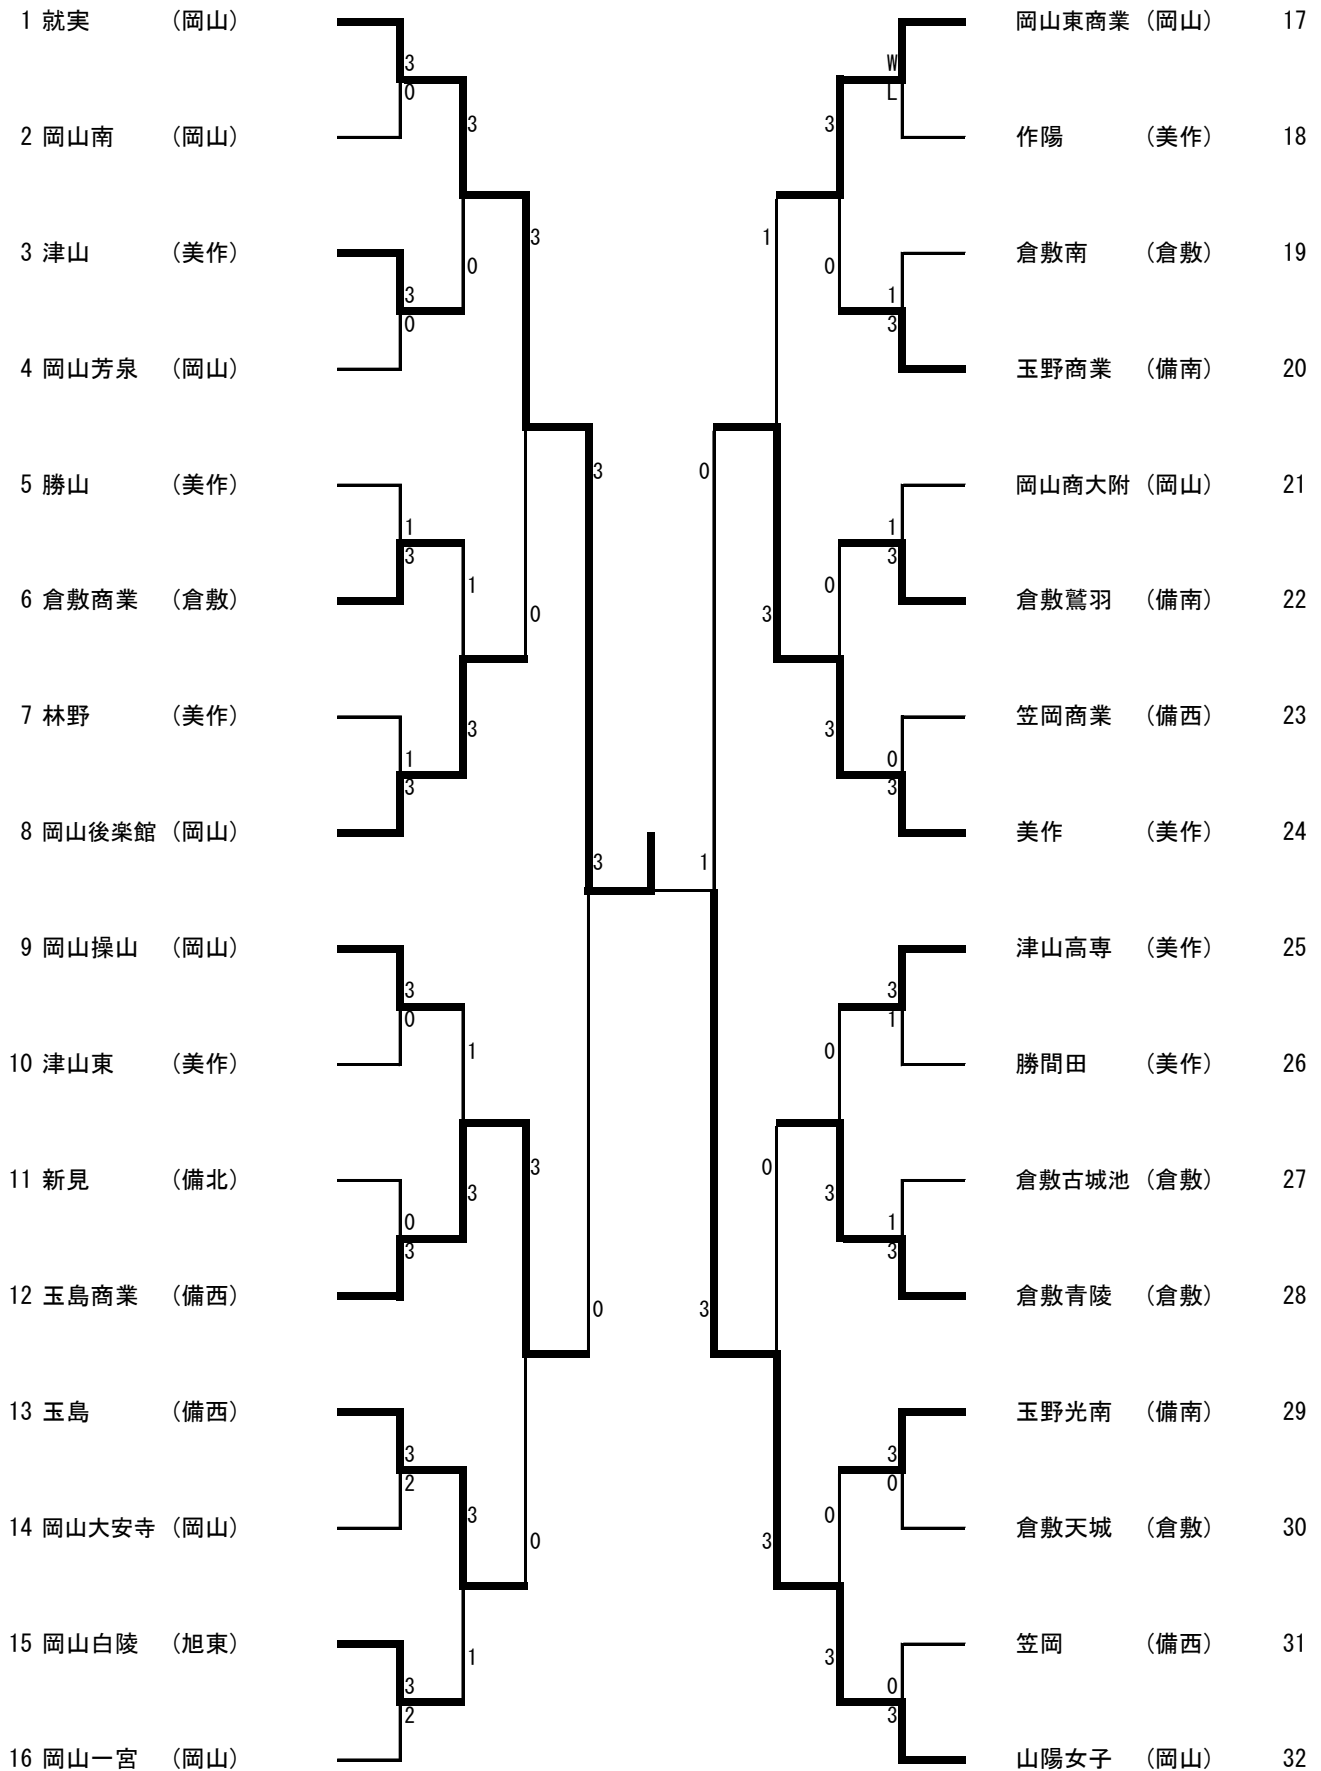 1 就実 (岡山)
2 岡山南 (岡山)
3 津山 (美作)
4 岡山芳泉 (岡山)
5 勝山 (美作)
6 倉敷商業 (倉敷)
7 林野 (美作)
8 岡山後楽館 (岡山)
9 岡山操山 (岡山)
10 津山東 (美作)
11 新見 (備北)
12 玉島商業 (備西)
13 玉島 (備西)
14 岡山大安寺 (岡山)
15 岡山白陵 (旭東)
16 岡山一宮 (岡山)
3
0
3
0
1
3
1
3
3
0
0
3
3
2
3
2
3
0
1
3
1
3
3
1
3
0
3
0
3
0
3
1
0
3
1
3
0
0
3
3
0
0
3
0
3
0
3
0
3
W
L
1
3
1
3
0
3
3
1
1
3
3
0
0
3
岡山東商業 (岡山) 17
作陽 (美作) 18
倉敷南 (倉敷) 19
玉野商業 (備南) 20
岡山商大附 (岡山) 21
倉敷鷲羽 (備南) 22
笠岡商業 (備西) 23
美作 (美作) 24
津山高専 (美作) 25
勝間田 (美作) 26
倉敷古城池 (倉敷) 27
倉敷青陵 (倉敷) 28
玉野光南 (備南) 29
倉敷天城 (倉敷) 30
笠岡 (備西) 31
山陽女子 (岡山) 32